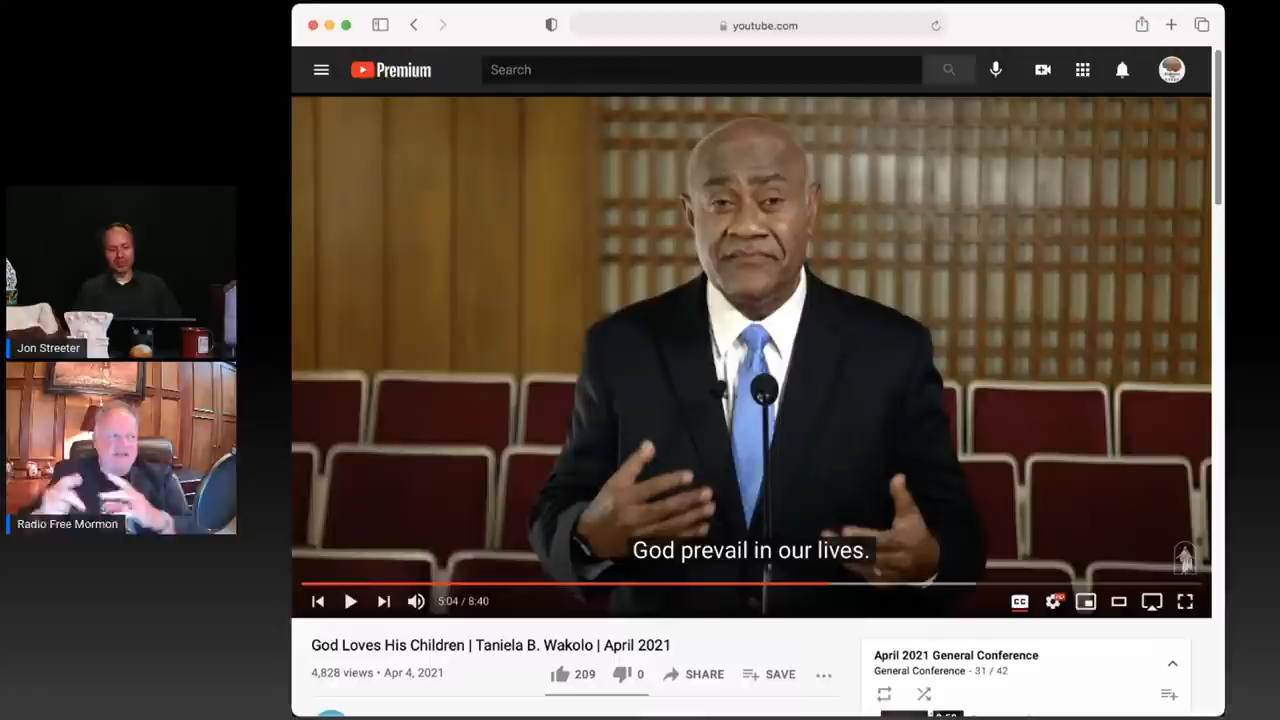 youtube.com
Premium
Search
Jon Streeter
Radio Free Mormon
God prevail in our lives.
5:04 / 8:40
CC
God Loves His Children | Taniela B. Wakolo | April 2021
4,828 views • Apr 4, 2021
209
0
SHARE
SAVE
April 2021 General Conference
General Conference - 31 / 42